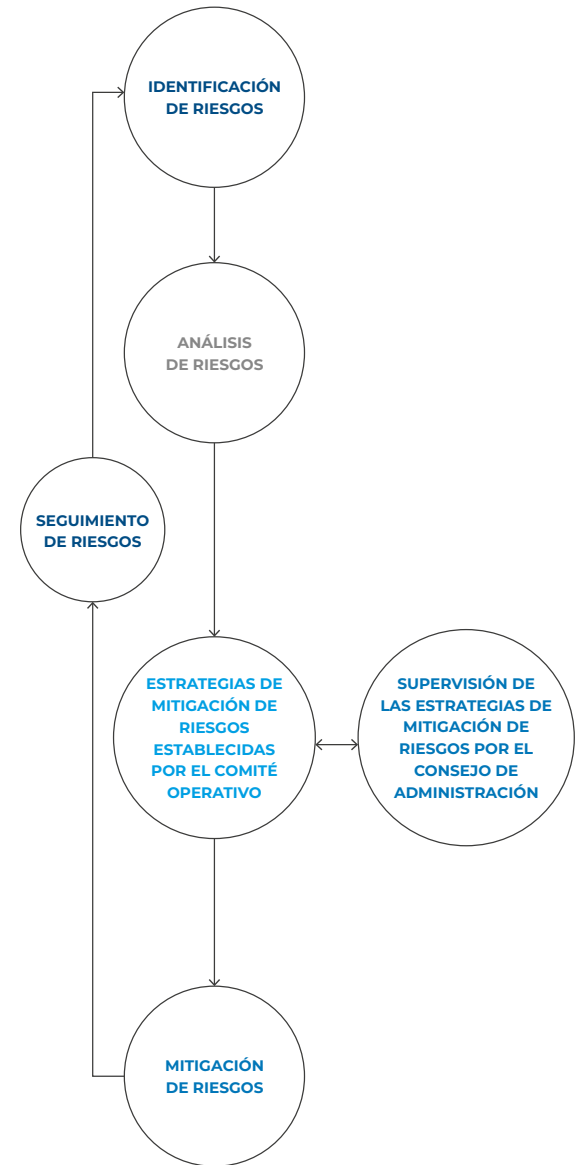 IDENTIFICACIÓN
DE RIESGOS
ANÁLISIS
DE RIESGOS
SEGUIMIENTO
DE RIESGOS
ESTRATEGIAS DE
MITIGACIÓN DE
RIESGOS
ESTABLECIDAS
POR EL COMITÉ
OPERATIVO
SUPERVISIÓN DE
LAS ESTRATEGIAS DE
MITIGACIÓN DE
RIESGOS POR EL
CONSEJO DE
ADMINISTRACIÓN
MITIGACIÓN
DE RIESGOS